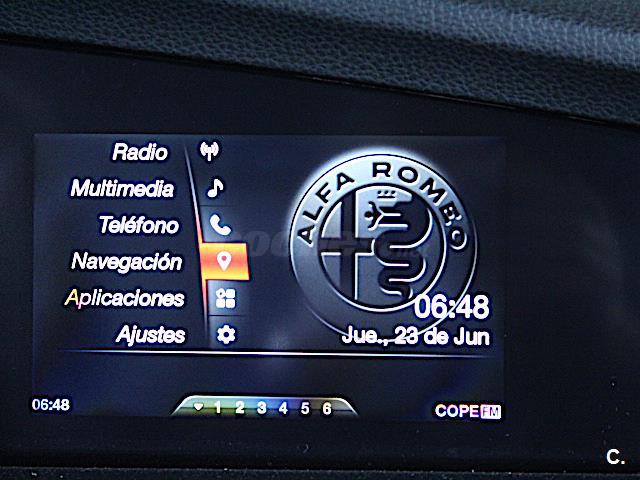 Radio
Multimedia
Teléfono
Navegación
Aplicaciones
Ajustes
ALFA ROMEO
06:48
Jue., 23 de Jun
06:48
1 2 3 4 5 6
COPE FM
C.